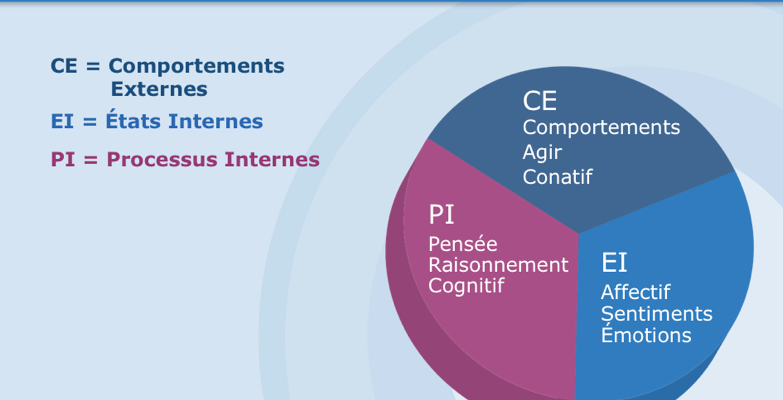 CE = Comportements
Externes
EI = États Internes
PI = Processus Internes
CE
Comportements
Agir
Conatif
PI
Pensée
Raisonnement
Cognitif
EI
Affectif
Sentiments
Émotions